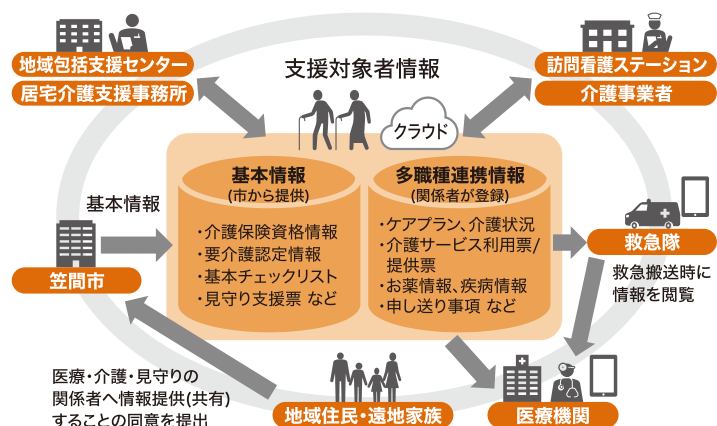 地域包括支援センター
居宅介護支援事務所
支援対象者情報
クラウド
訪問看護ステーション
介護事業者
基本情報
(市から提供)
・介護保険資格情報
・要介護認定情報
・基本チェックリスト
・見守り支援票 など
多職種連携情報
(関係者が登録)
・ケアプラン、介護状況
・介護サービス利用票/
提供票
・お薬情報、疾病情報
・申し送り事項 など
基本情報
笠間市
救急隊
救急搬送時に
情報を閲覧
医療・介護・見守りの
関係者へ情報提供(共有)
することの同意を提出
地域住民・遠地家族
医療機関